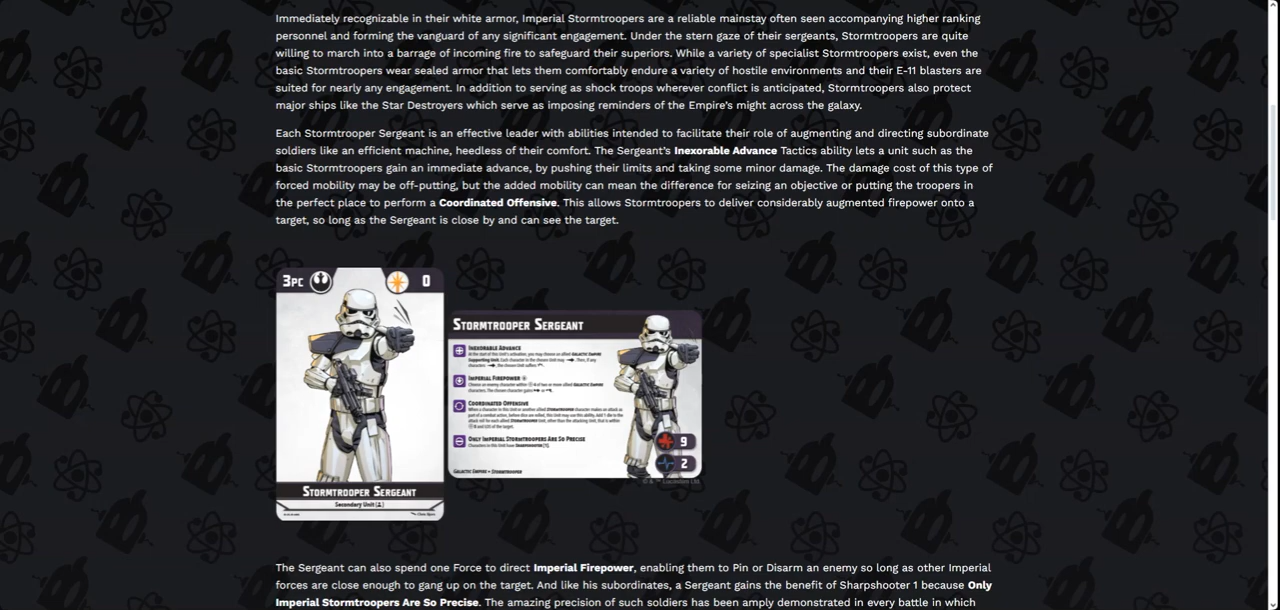 Immediately recognizable in their white armor, Imperial Stormtroopers are a reliable mainstay often seen accompanying higher ranking
personnel and forming the vanguard of any significant engagement. Under the stern gaze of their sergeants, Stormtroopers are quite
willing to march into a barrage of incoming fire to safeguard their superiors. While a variety of specialist Stormtroopers exist, even the
basic Stormtroopers wear sealed armor that lets them comfortably endure a variety of hostile environments and their E-11 blasters are
suited for nearly any engagement. In addition to serving as shock troops wherever conflict is anticipated, Stormtroopers also protect
major ships like the Star Destroyers which serve as imposing reminders of the Empire's might across the galaxy.
Each Stormtrooper Sergeant is an effective leader with abilities intended to facilitate their role of augmenting and directing subordinate
soldiers like an efficient machine, heedless of their comfort. The Sergeant's Inexorable Advance Tactics ability lets a unit such as the
basic Stormtroopers gain an immediate advance, by pushing their limits and taking some minor damage. The damage cost of this type of
forced mobility may be off-putting, but the added mobility can mean the difference for seizing an objective or putting the troopers in
the perfect place to perform a Coordinated Offensive. This allows Stormtroopers to deliver considerably augmented firepower onto a
target, so long as the Sergeant is close by and can see the target.
3PC 0
Stormtrooper Sergeant
Secondary Unit
Stormtrooper Sergeant
Inexorable Advance
Imperial Firepower
Coordinated Offensive
Only Imperial Stormtroopers Are So Precise
Characters in this Unit have Sharpshooter [1].
9
2
Galactic Empire • Stormtrooper
The Sergeant can also spend one Force to direct Imperial Firepower, enabling them to Pin or Disarm an enemy so long as other Imperial
forces are close enough to gang up on the target. And like his subordinates, a Sergeant gains the benefit of Sharpshooter 1 because Only
Imperial Stormtroopers Are So Precise. The amazing precision of such soldiers has been amply demonstrated in every battle in which